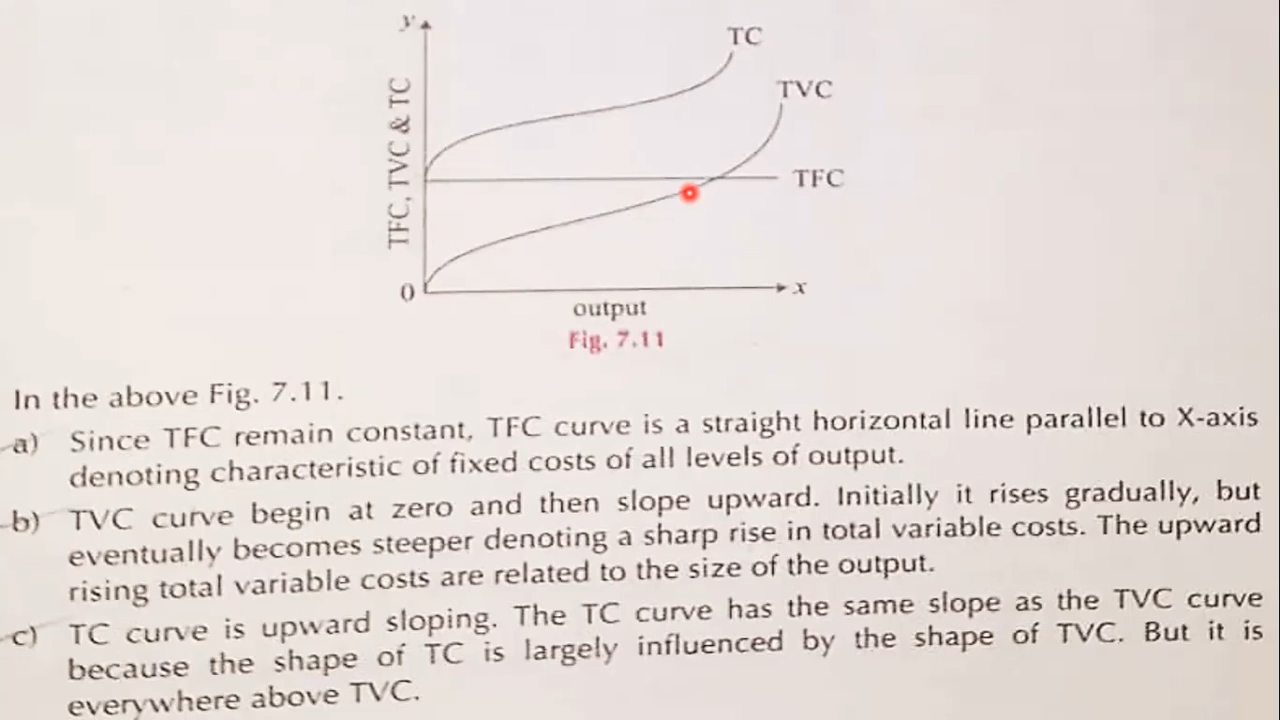 y
TC
TVC
TFC, TVC & TC
TFC
0
x
output
Fig. 7.11
In the above Fig. 7.11.
a) Since TFC remain constant, TFC curve is a straight horizontal line parallel to X-axis
denoting characteristic of fixed costs of all levels of output.
b) TVC curve begin at zero and then slope upward. Initially it rises gradually, but
eventually becomes steeper denoting a sharp rise in total variable costs. The upward
rising total variable costs are related to the size of the output.
c) TC curve is upward sloping. The TC curve has the same slope as the TVC curve
because the shape of TC is largely influenced by the shape of TVC. But it is
everywhere above TVC.